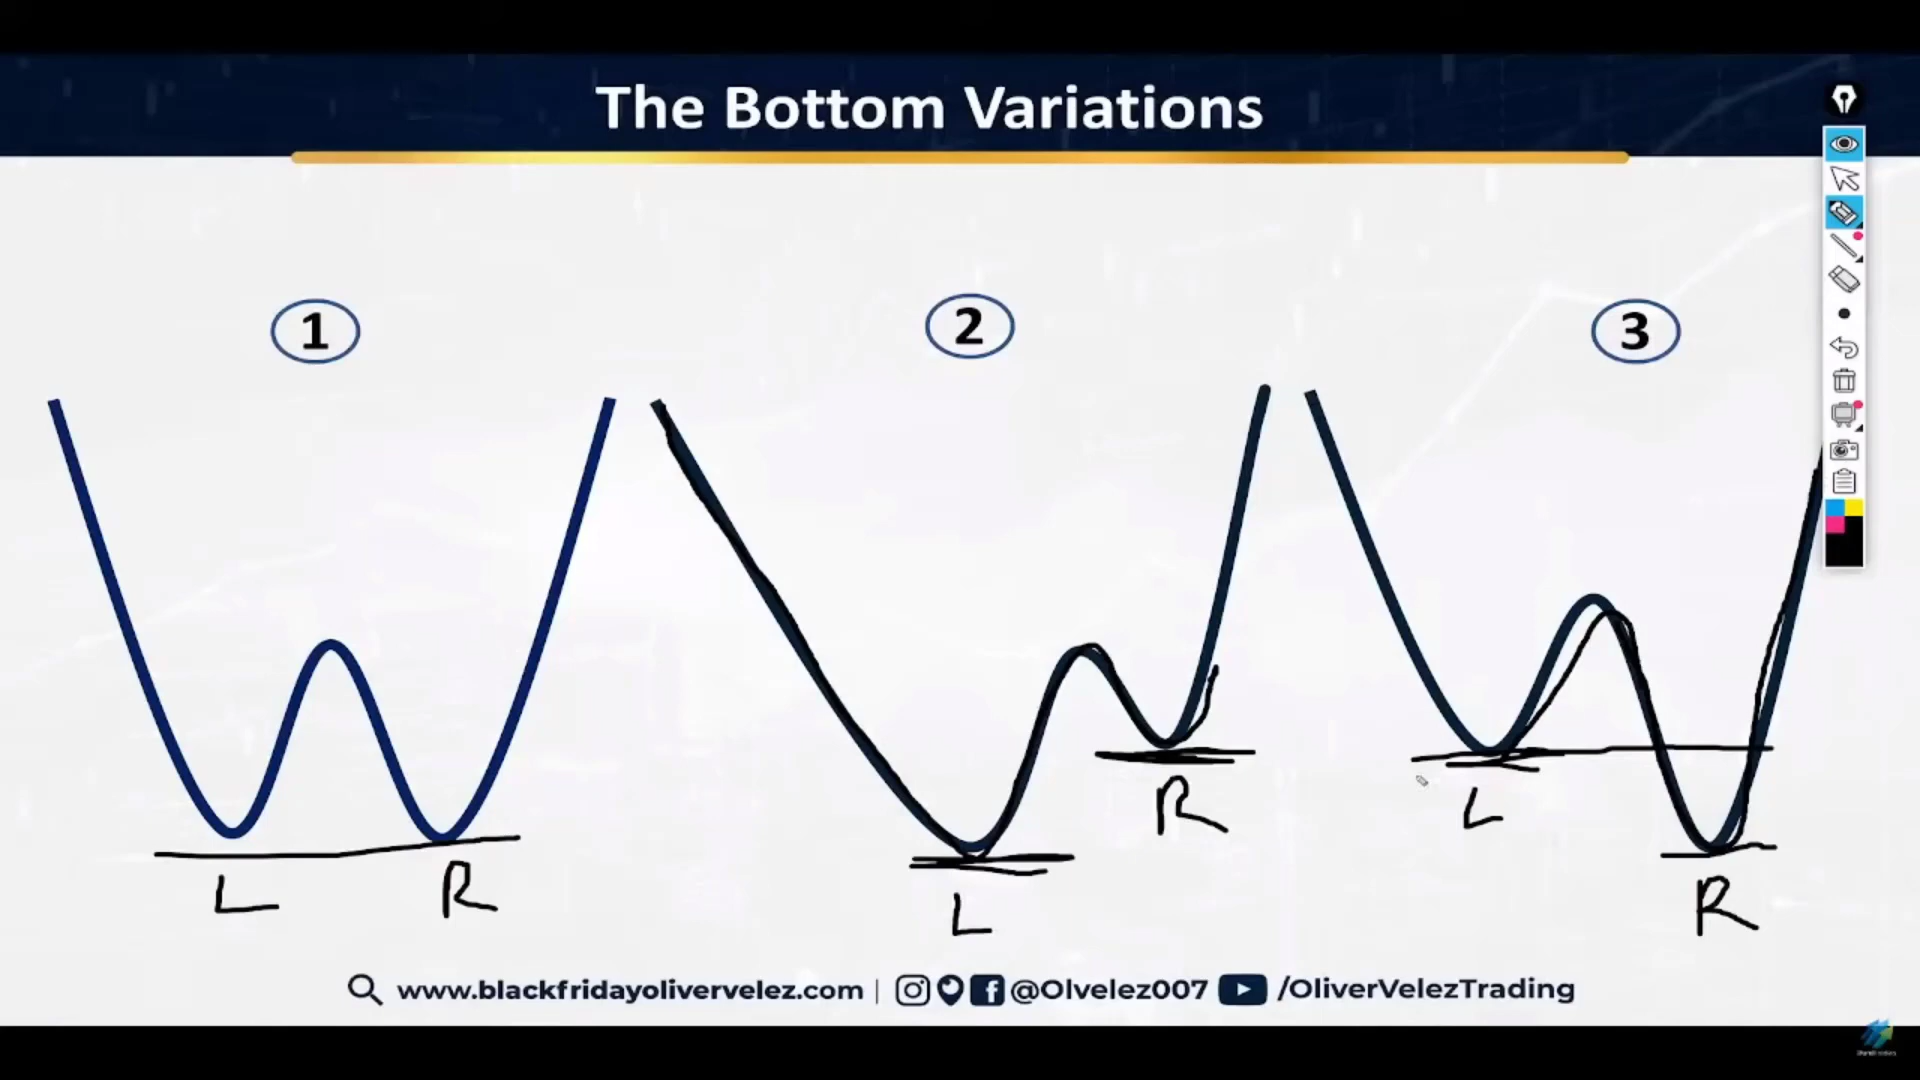 The Bottom Variations
1
2
3
L R
L
R
L
R
www.blackfridayolivervelez.com | @Olvelez007 /OliverVelezTrading